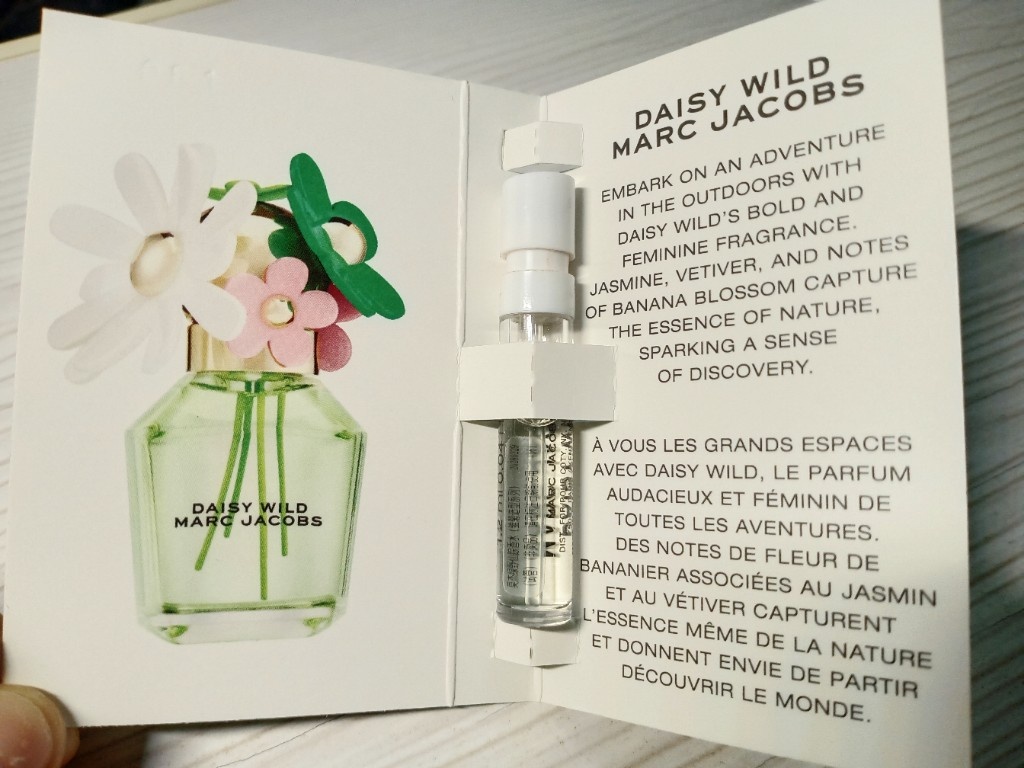 DAISY WILD
MARC JACOBS
DAISY WILD
MARC JACOBS
EMBARK ON AN ADVENTURE
IN THE OUTDOORS WITH
DAISY WILD'S BOLD AND
FEMININE FRAGRANCE.
JASMINE, VETIVER, AND NOTES
OF BANANA BLOSSOM CAPTURE
THE ESSENCE OF NATURE,
SPARKING A SENSE
OF DISCOVERY.
À VOUS LES GRANDS ESPACES
AVEC DAISY WILD, LE PARFUM
AUDACIEUX ET FÉMININ DE
TOUTES LES AVENTURES.
DES NOTES DE FLEUR DE
BANANIER ASSOCIÉES AU JASMIN
ET AU VÉTIVER CAPTURENT
L'ESSENCE MÊME DE LA NATURE
ET DONNENT ENVIE DE PARTIR
DÉCOUVRIR LE MONDE.